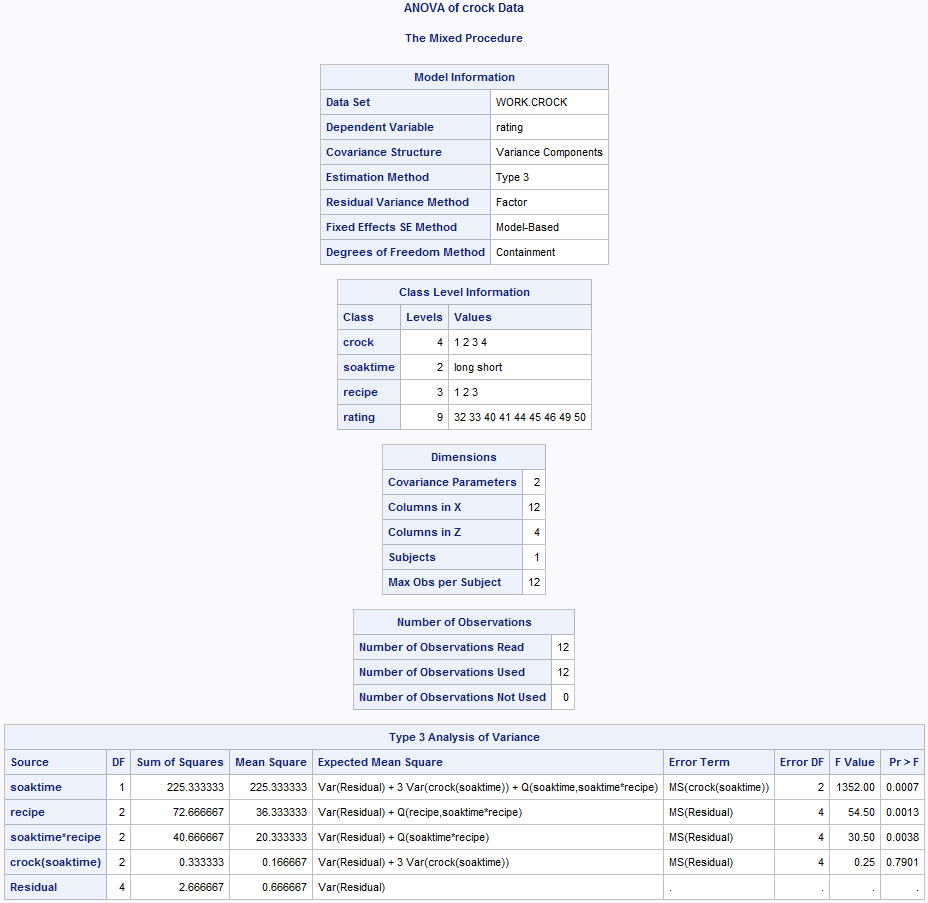 ANOVA of crock Data
The Mixed Procedure
Model Information
Data Set WORK.CROCK
Dependent Variable rating
Covariance Structure Variance Components
Estimation Method Type 3
Residual Variance Method Factor
Fixed Effects SE Method Model-Based
Degrees of Freedom Method Containment
Class Level Information
Class Levels Values
crock 4 1 2 3 4
soaktime 2 long short
recipe 3 1 2 3
rating 9 32 33 40 41 44 45 46 49 50
Dimensions
Covariance Parameters 2
Columns in X 12
Columns in Z 4
Subjects 1
Max Obs per Subject 12
Number of Observations
Number of Observations Read 12
Number of Observations Used 12
Number of Observations Not Used 0
Type 3 Analysis of Variance
Source DF Sum of Squares Mean Square Expected Mean Square Error Term Error DF F Value Pr > F
soaktime 1 225.333333 225.333333 Var(Residual) + 3 Var(crock(soaktime)) + Q(soaktime,soaktime*recipe) MS(crock(soaktime)) 2 1352.00 0.0007
recipe 2 72.666667 36.333333 Var(Residual) + Q(recipe,soaktime*recipe) MS(Residual) 4 54.50 0.0013
soaktime*recipe 2 40.666667 20.333333 Var(Residual) + Q(soaktime*recipe) MS(Residual) 4 30.50 0.0038
crock(soaktime) 2 0.333333 0.166667 Var(Residual) + 3 Var(crock(soaktime)) MS(Residual) 4 0.25 0.7901
Residual 4 2.666667 0.666667 Var(Residual) . . . .